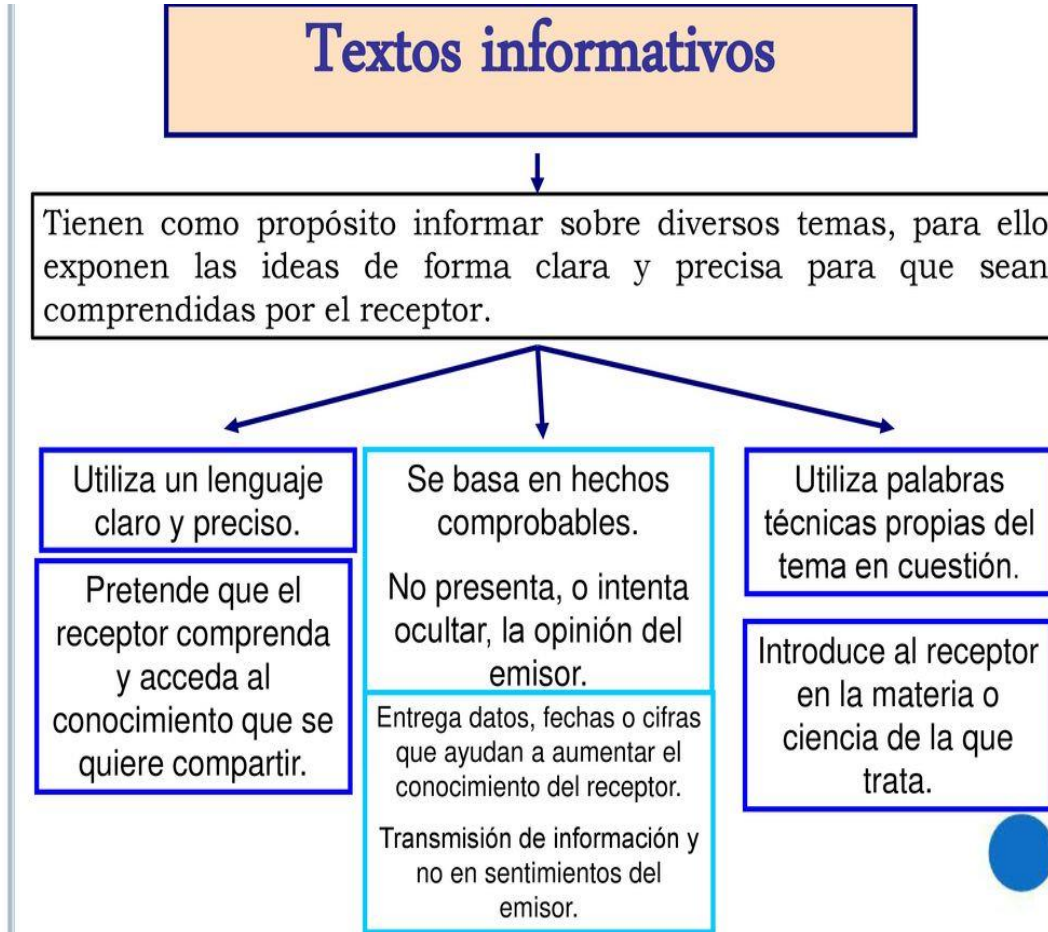 Textos informativos
Tienen como propósito informar sobre diversos temas, para ello
exponen las ideas de forma clara y precisa para que sean
comprendidas por el receptor.
Utiliza un lenguaje
claro y preciso.
Pretende que el
receptor comprenda
y acceda al
conocimiento que se
quiere compartir.
Se basa en hechos
comprobables.
No presenta, o intenta
ocultar, la opinión del
emisor.
Entrega datos, fechas o cifras
que ayudan a aumentar el
conocimiento del receptor.
Transmisión de información y
no en sentimientos del
emisor.
Utiliza palabras
técnicas propias del
tema en cuestión.
Introduce al receptor
en la materia o
ciencia de la que
trata.